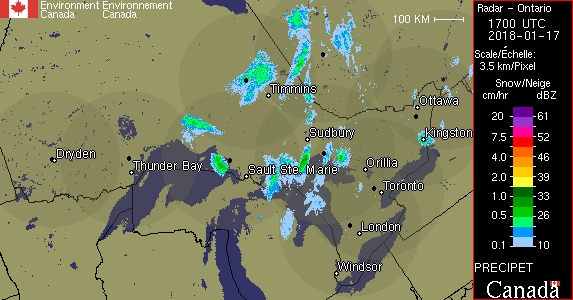 Environment Environnement
Canada Canada
100 KM
Timmins
Ottawa
Sudbury
Kingston
Dryden
Thunder Bay
Sault Ste. Marie
Orillia
Toronto
London
Windsor
Radar - Ontario
1700 UTC
2018-01-17
Scale/Échelle:
3.5 km/Pixel
Snow/Neige
cm/hr dBZ
20 61
7.5 52
4.0 46
2.0 39
1.0 33
0.5 26
0.1 10
PRECIPET
Canada